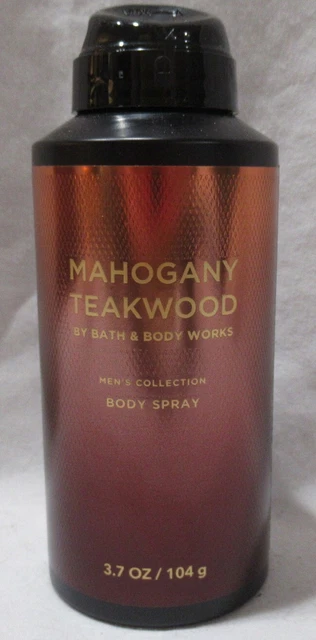 MAHOGANY
TEAKWOOD
BY BATH & BODY WORKS
MEN'S COLLECTION
BODY SPRAY
3.7 OZ / 104 g